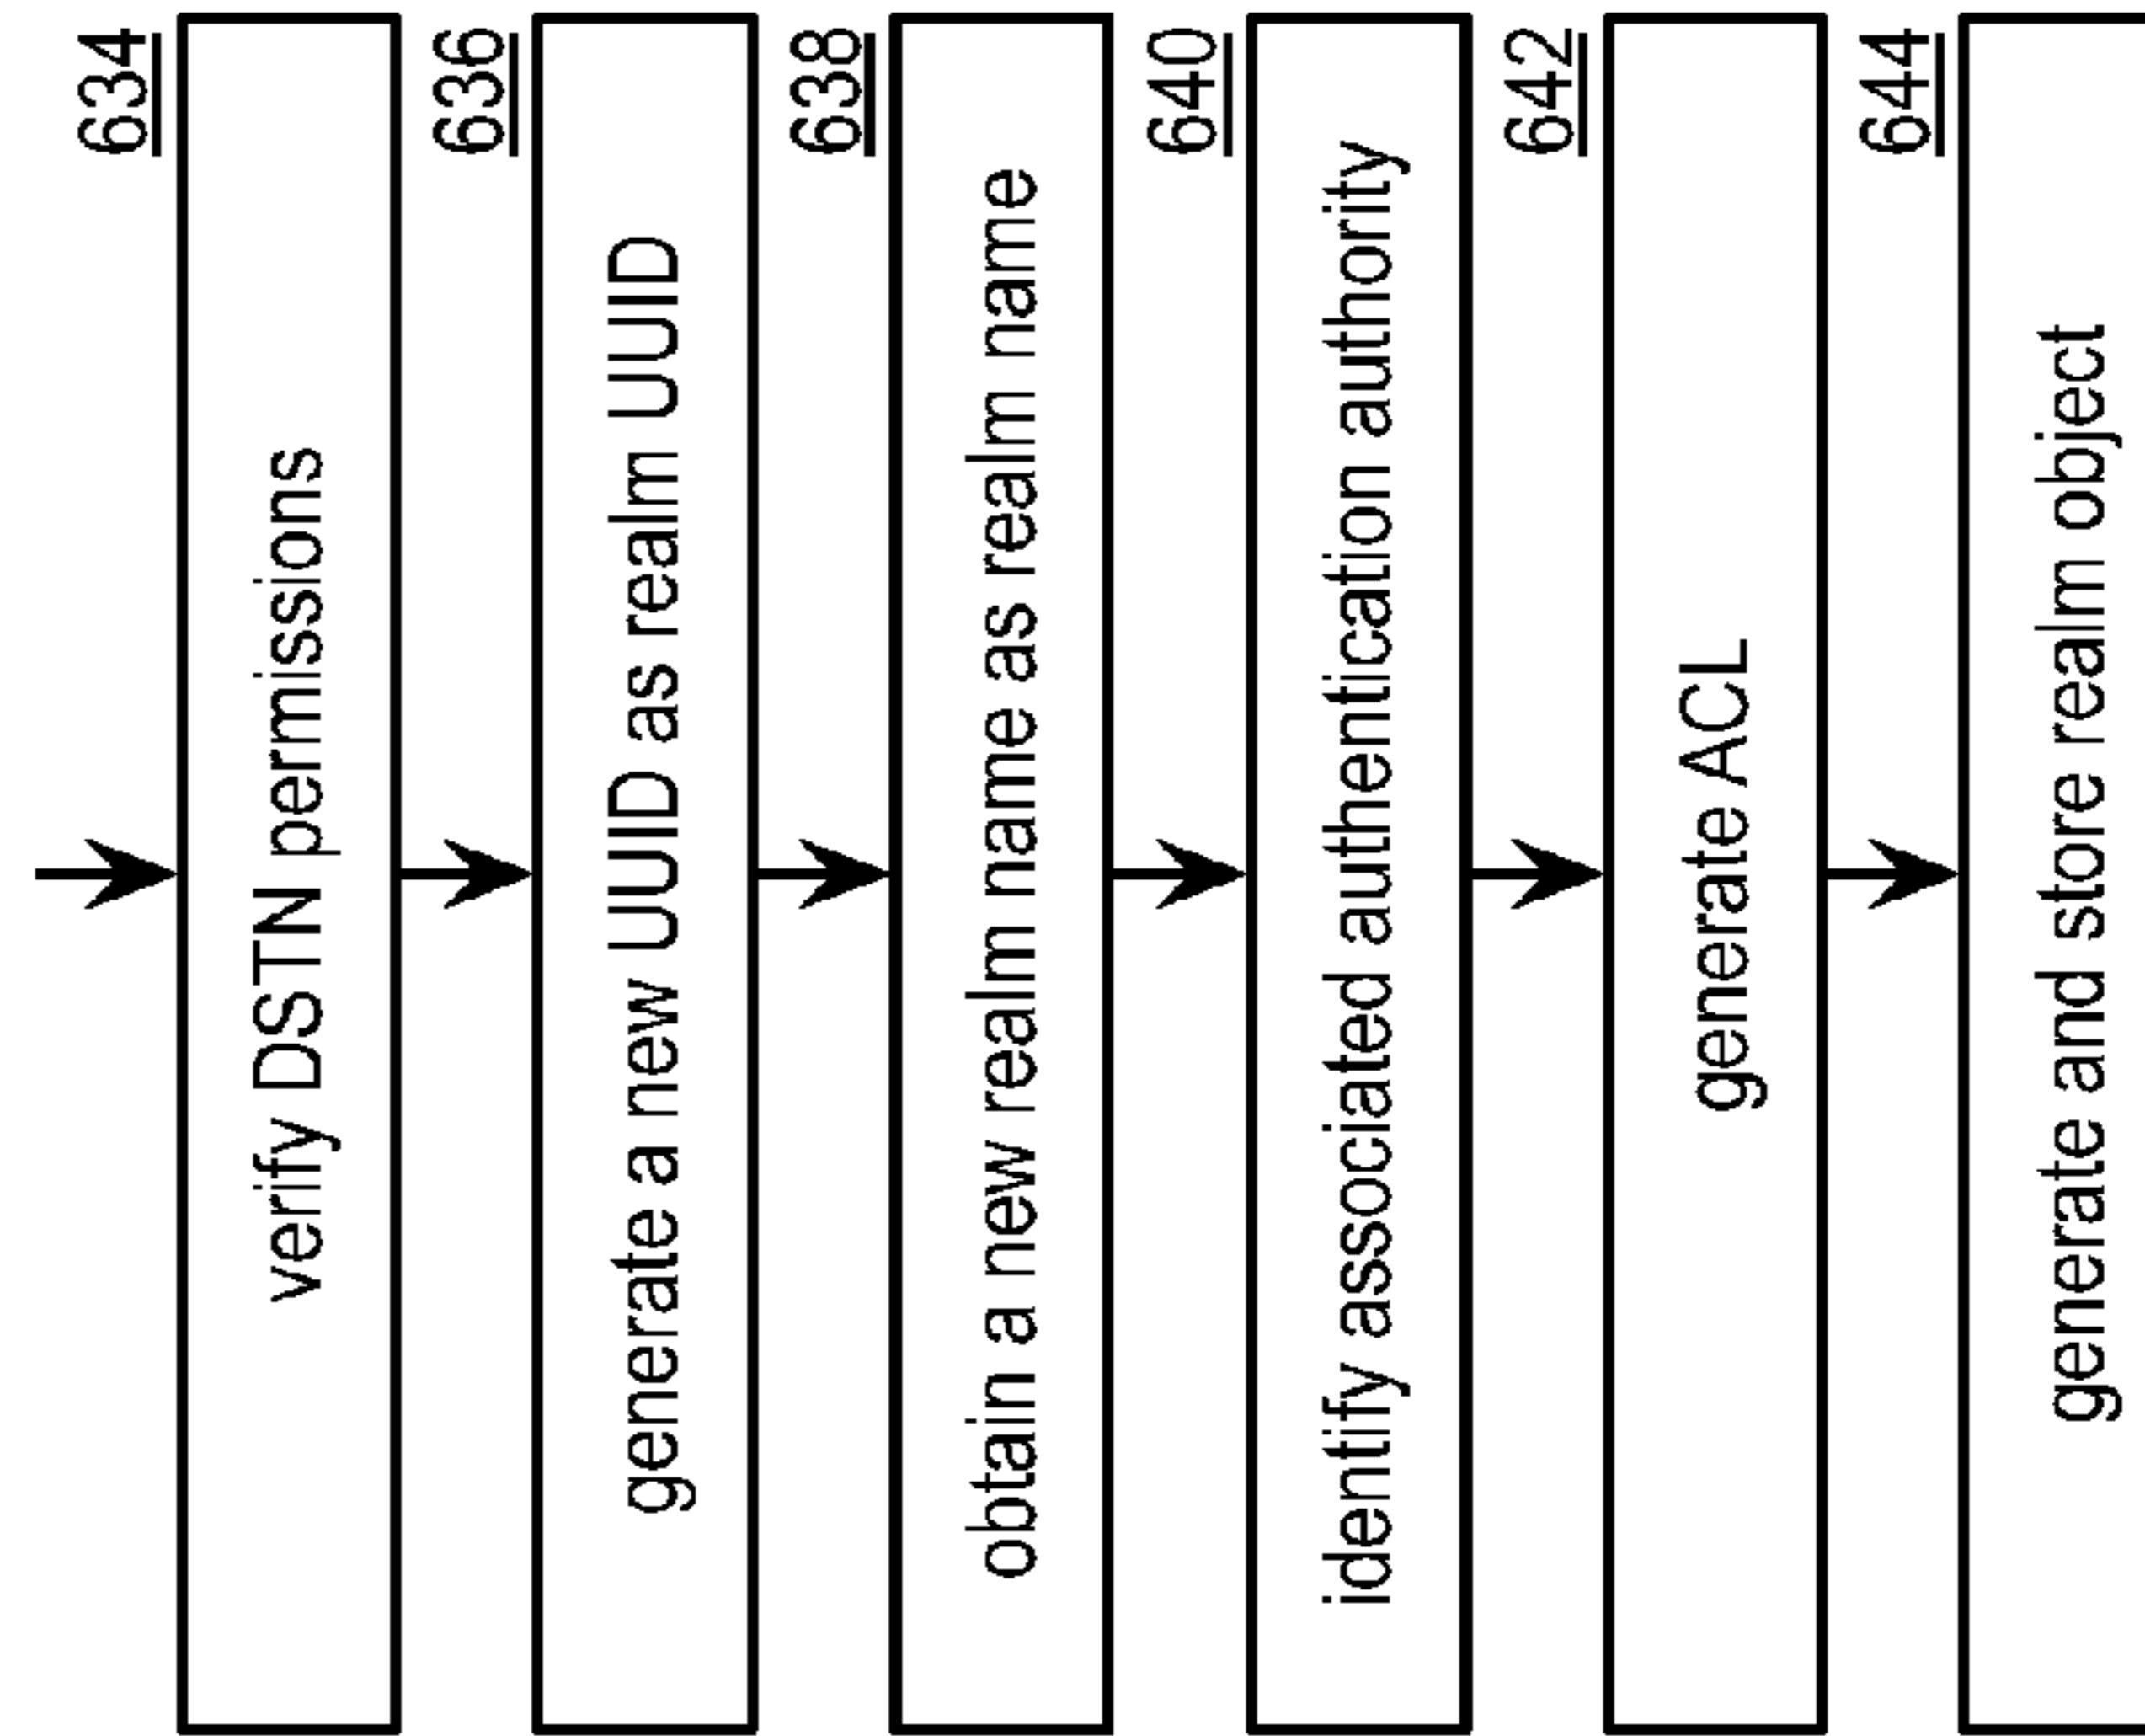 634
verify DSTN permissions
636
generate a new UUID as realm UUID
638
obtain a new realm name as realm name
640
identify associated authentication authority
642
generate ACL
644
generate and store realm object